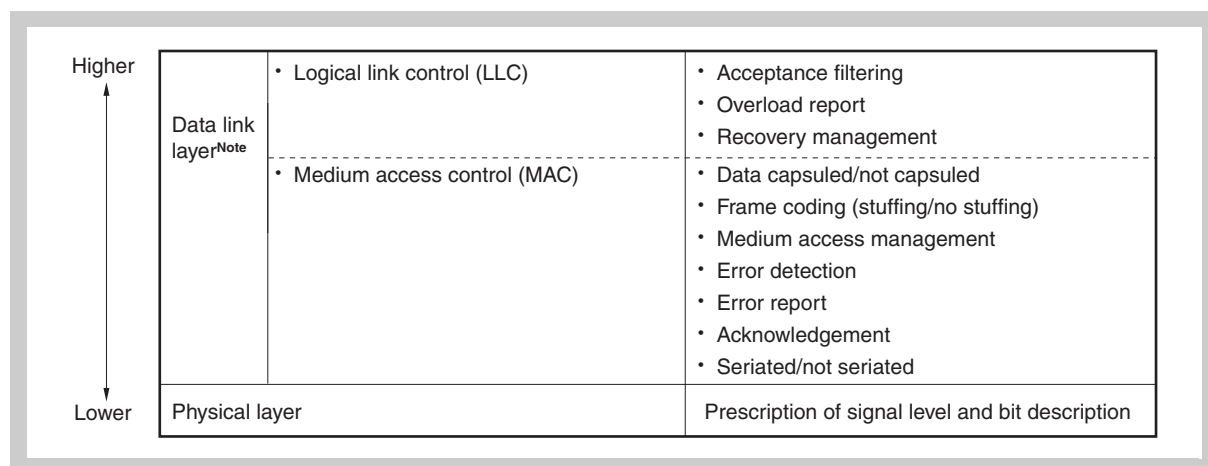 Higher
Data link
layerNote
・ Logical link control (LLC)
・ Acceptance filtering
・ Overload report
・ Recovery management
・ Medium access control (MAC)
・ Data capsuled/not capsuled
・ Frame coding (stuffing/no stuffing)
・ Medium access management
・ Error detection
・ Error report
・ Acknowledgement
・ Seriated/not seriated
Lower
Physical layer
Prescription of signal level and bit description